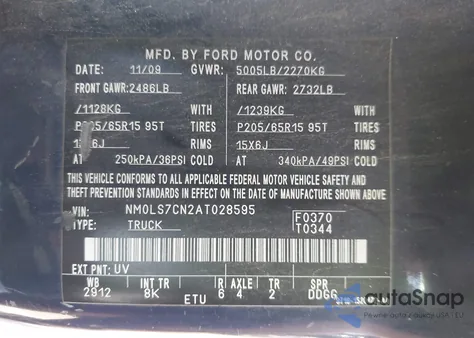 MFD. BY FORD MOTOR CO.
DATE: 11/09 GVWR: 5005LB/2270KG
FRONT GAWR: 2486LB REAR GAWR: 2732LB
/1128KG WITH /1239KG WITH
P205/65R15 95T TIRES P205/65R15 95T TIRES
15X6J RIMS 15X6J RIMS
AT 250kPA/36PSI COLD AT 340kPA/49PSI COLD
THIS VEHICLE CONFORMS TO ALL APPLICABLE FEDERAL MOTOR VEHICLE SAFETY AND
THEFT PREVENTION STANDARDS IN EFFECT ON THE DATE OF MANUFACTURE SHOWN ABOVE.
VIN: NM0LS7CN2AT028595 F0370
TYPE: TRUCK T0344
EXT PNT: UV
WB INT TR R AXLE TR SPR
2912 8K 6 4 2 DDGG
ETU
autoSnap